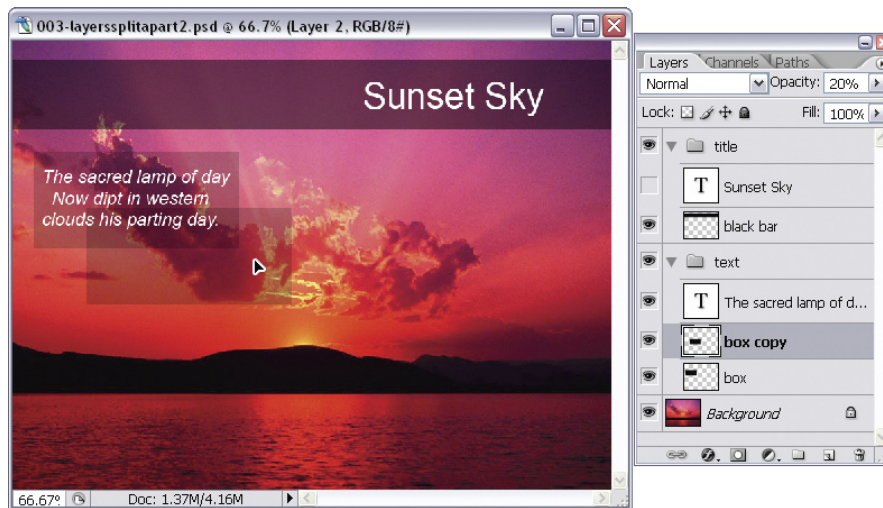 003-layerssplitapart2.psd @ 66.7% (Layer 2, RGB/8#)
Sunset Sky
The sacred lamp of day
Now dipt in western
clouds his parting day.
66.67%
Doc: 1.37M/4.16M
Layers Channels Paths
Normal Opacity: 20%
Lock: Fill: 100%
title
T Sunset Sky
black bar
text
T The sacred lamp of d...
box copy
box
Background